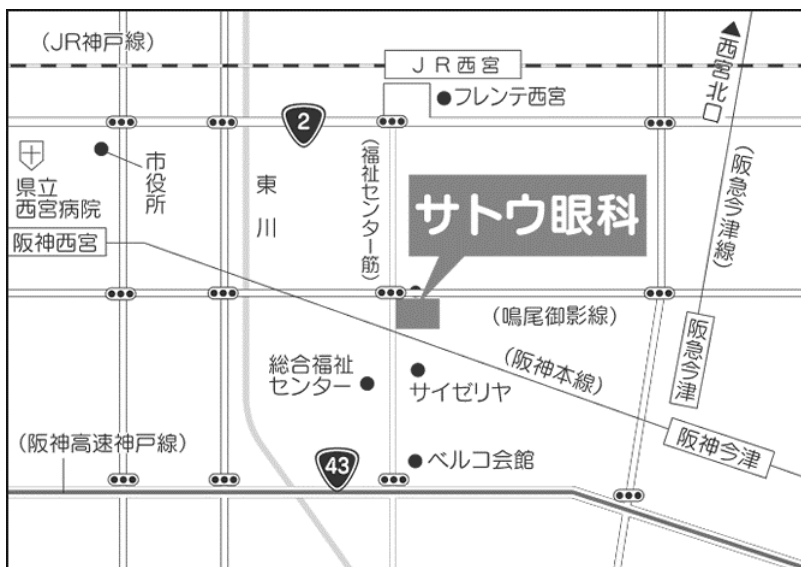 (JR神戸線)
JR西宮
フレンテ西宮
西宮北口
2
(阪急今津線)
市役所
県立
西宮病院
東川
(福祉センター筋)
サトウ眼科
阪神西宮
(鳴尾御影線)
阪急今津
(阪神本線)
総合福祉
センター
サイゼリヤ
(阪神高速神戸線)
43
ベルコ会館
阪神今津